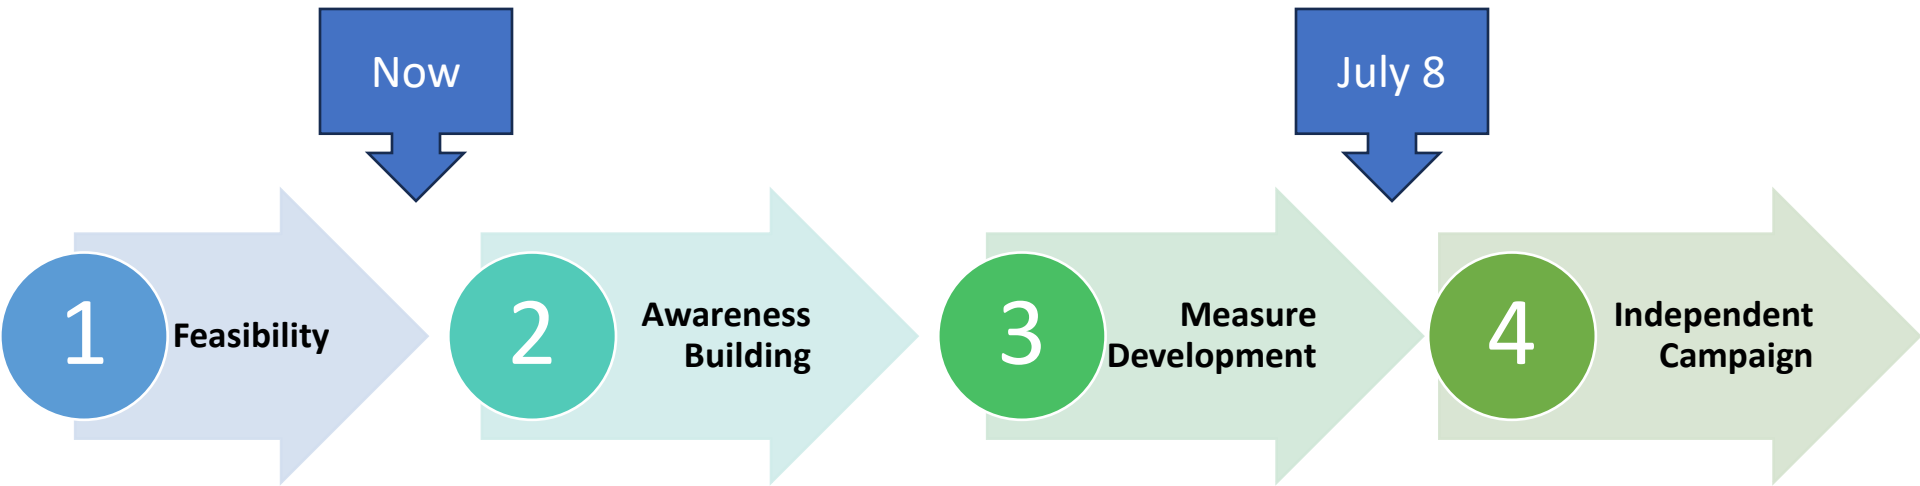 Now
July 8
1
Feasibility
2
Awareness
Building
3
Measure
Development
4
Independent
Campaign